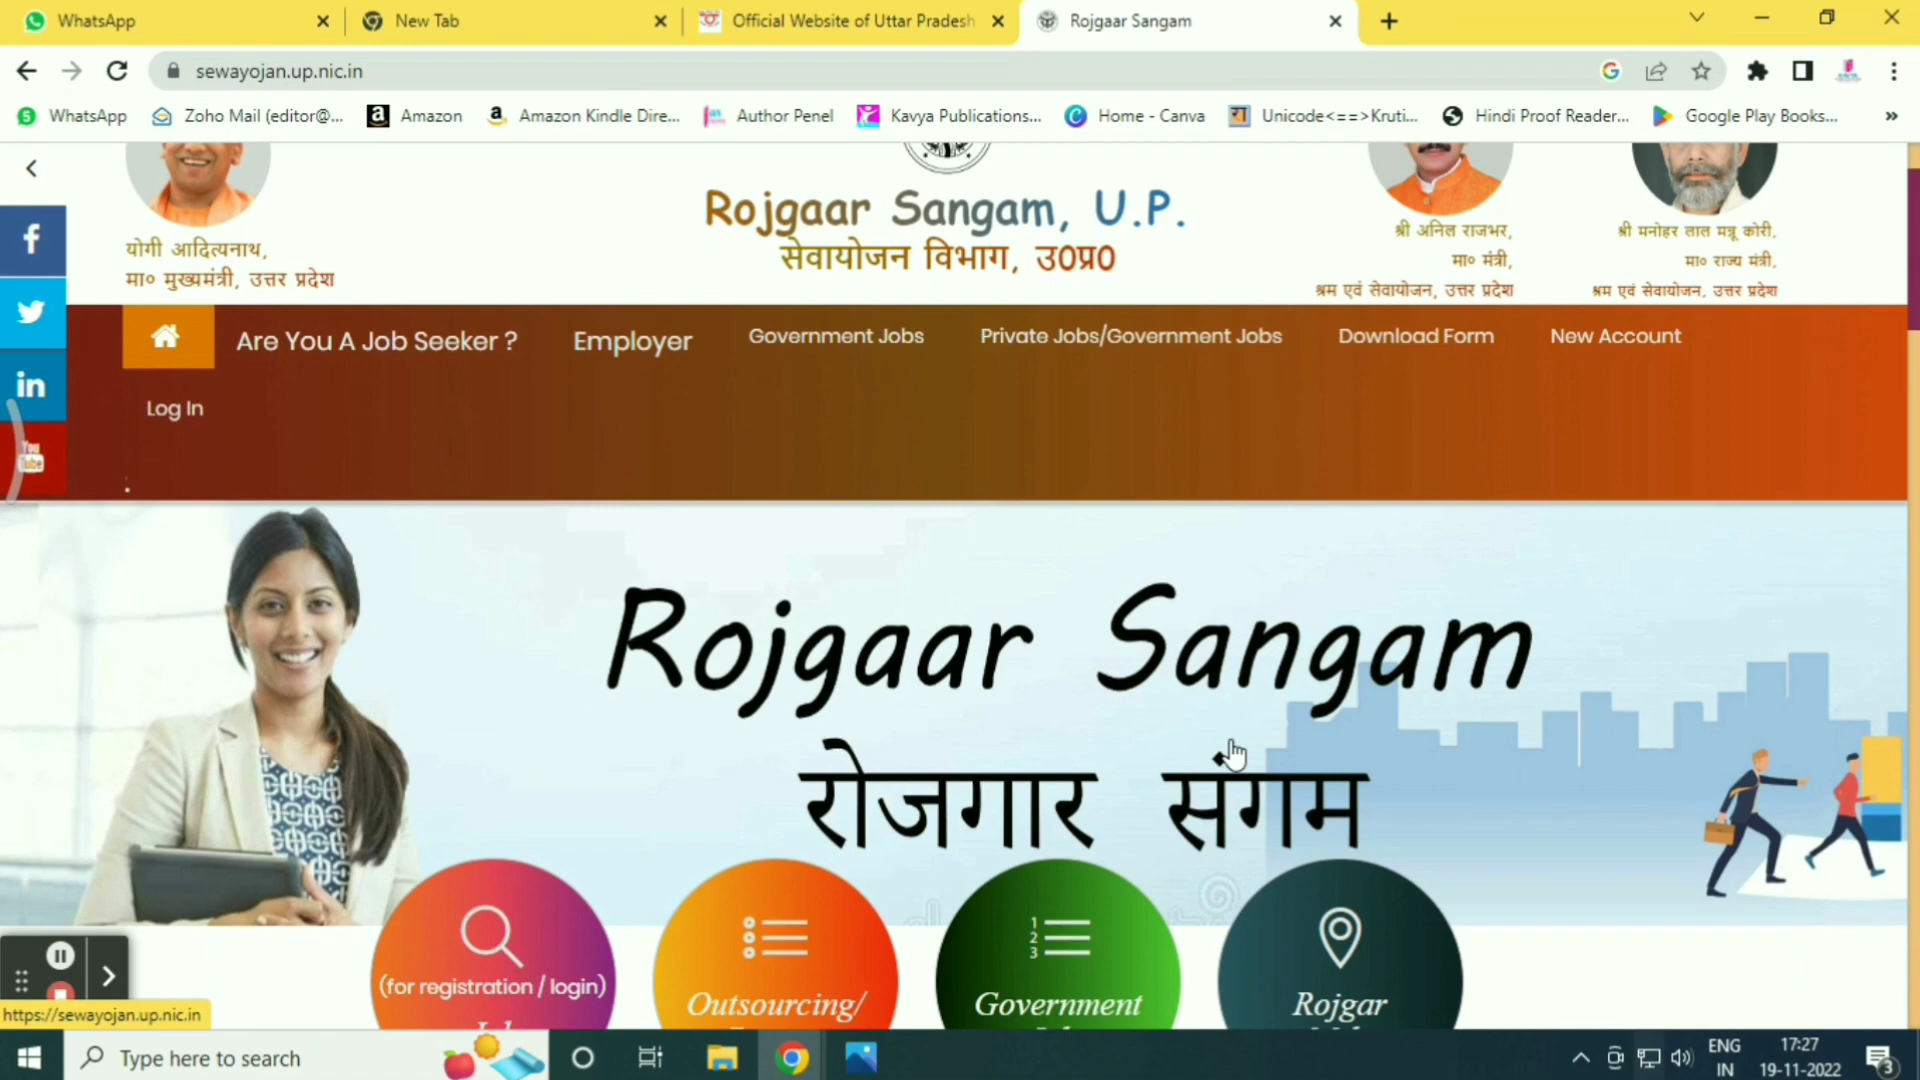 WhatsApp
New Tab
Official Website of Uttar Pradesh
Rojgaar Sangam
sewayojan.up.nic.in
WhatsApp
Zoho Mail (editor@...
Amazon
Amazon Kindle Dire...
Author Penel
Kavya Publications...
Home - Canva
Unicode<==>Kruti...
Hindi Proof Reader...
Google Play Books...
Rojgaar Sangam, U.P.
सेवायोजन विभाग, उ0प्र0
योगी आदित्यनाथ,
मा० मुख्यमंत्री, उत्तर प्रदेश
श्री अनिल राजभर,
मा० मंत्री,
श्रम एवं सेवायोजन, उत्तर प्रदेश
श्री मनोहर लाल मन्नू कोरी,
मा० राज्य मंत्री,
श्रम एवं सेवायोजन, उत्तर प्रदेश
Are You A Job Seeker ?
Employer
Government Jobs
Private Jobs/Government Jobs
Download Form
New Account
Log In
You
Tube
Rojgaar Sangam
रोजगार संगम
(for registration / login)
Outsourcing/
Government
Rojgar
https://sewayojan.up.nic.in
Type here to search
ENG
IN
17:27
19-11-2022
3